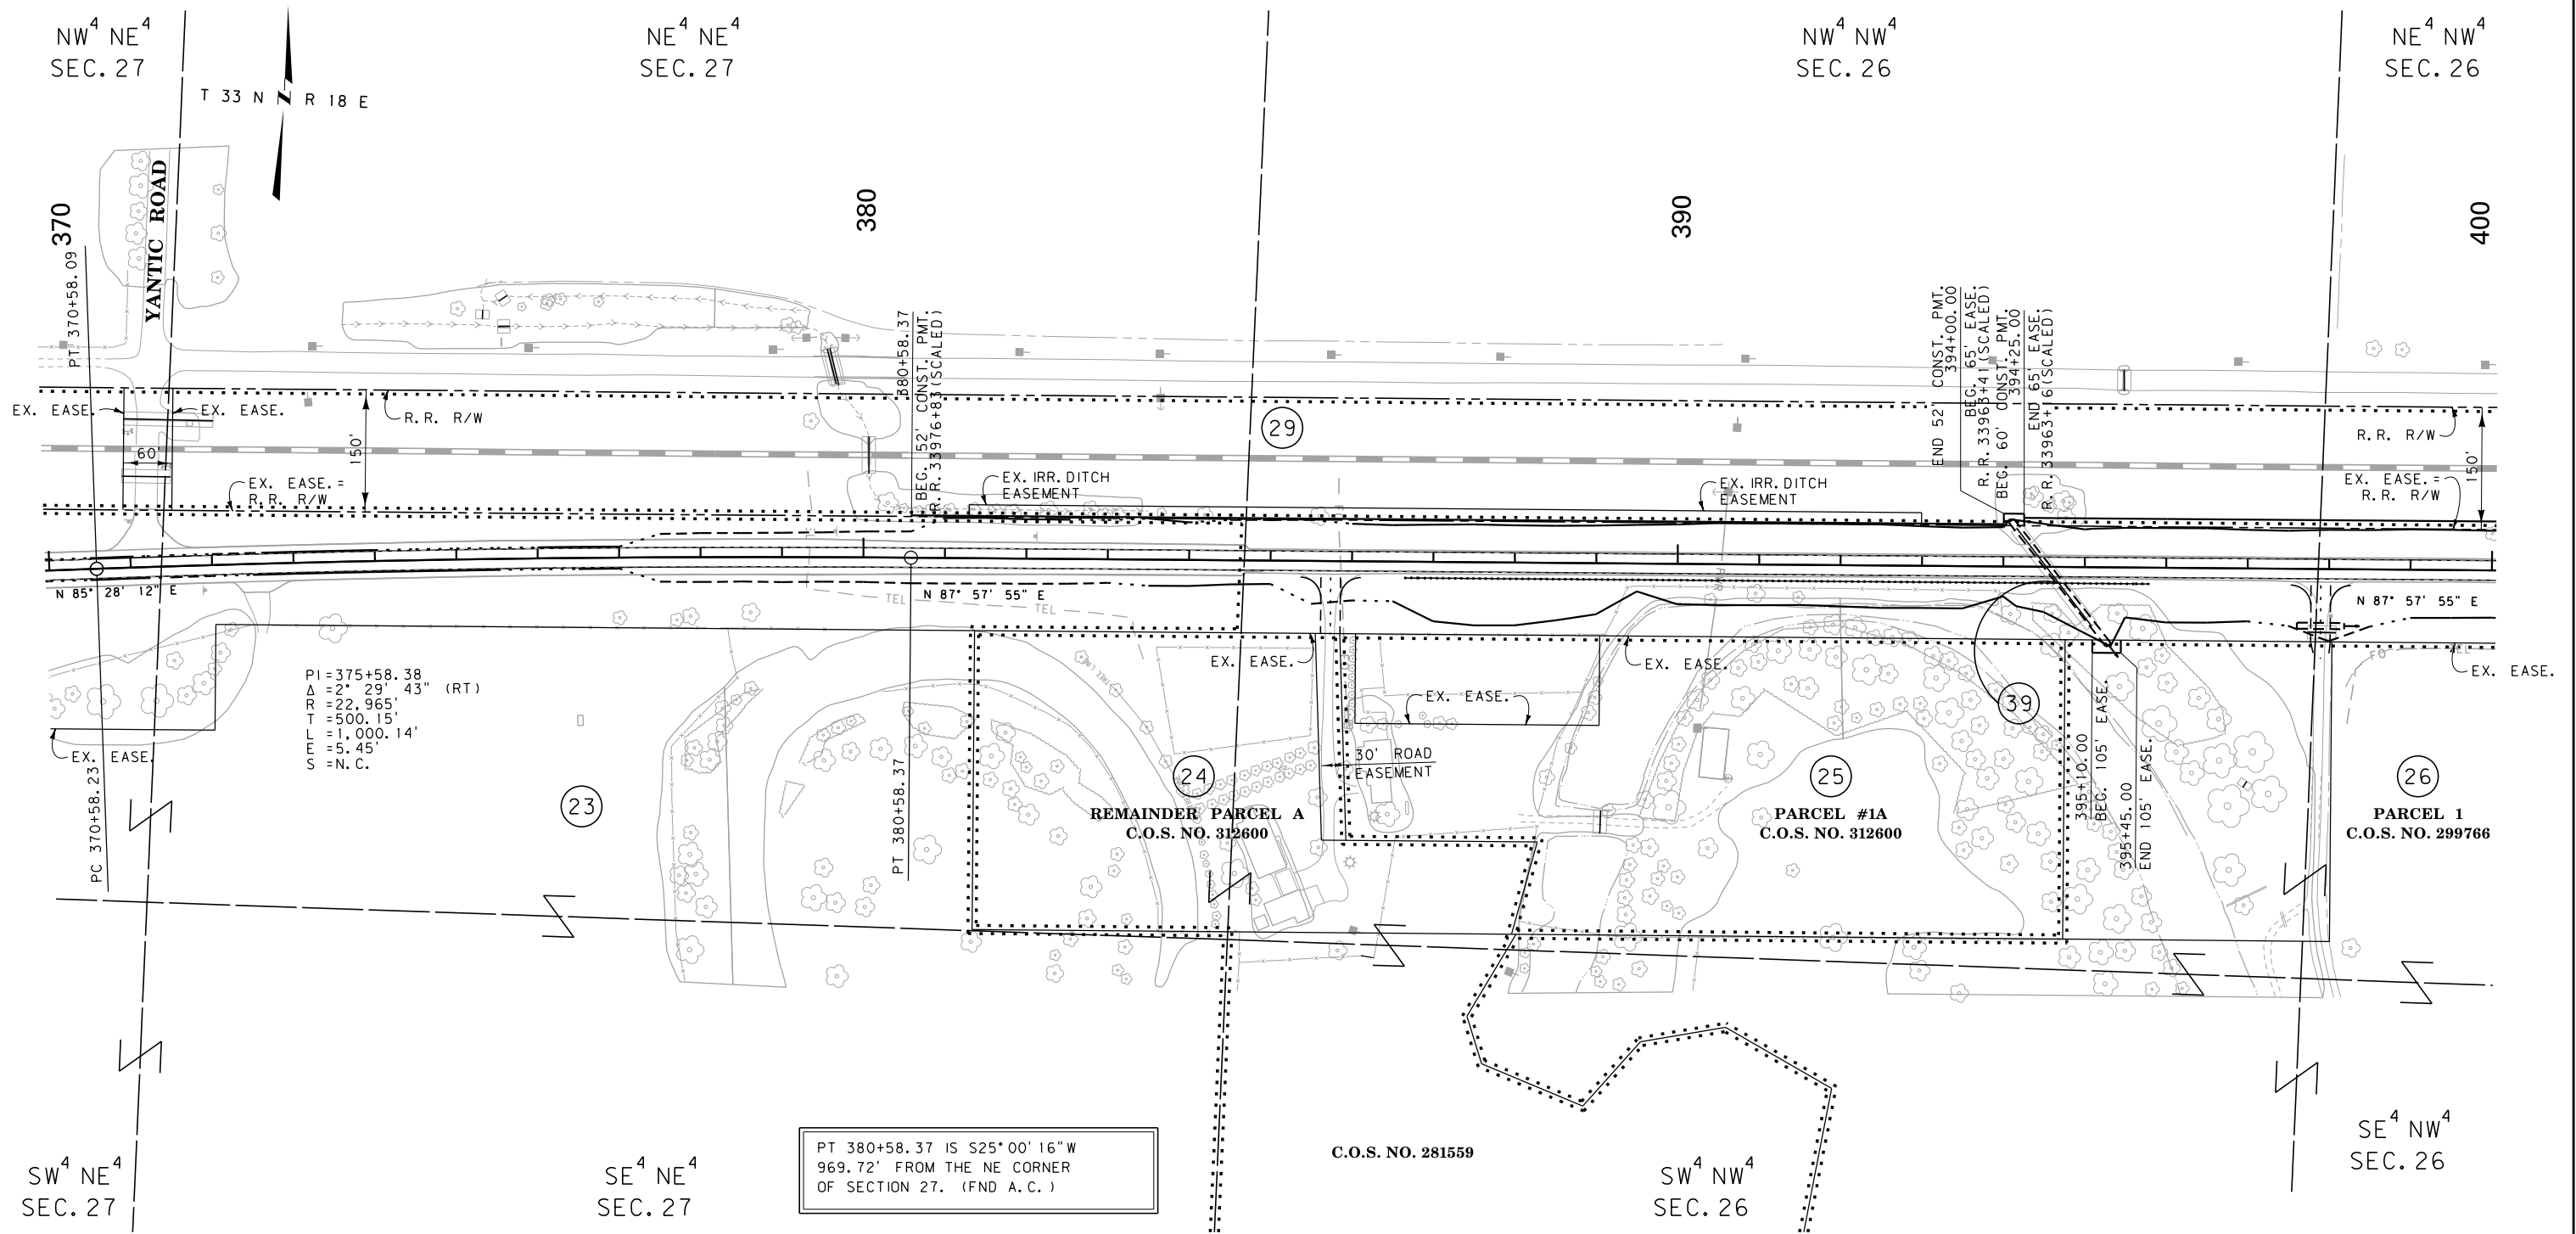 NW⁴ NE⁴
SEC. 27
NE⁴ NE⁴
SEC. 27
NW⁴ NW⁴
SEC. 26
NE⁴ NW⁴
SEC. 26
T 33 N R 18 E
YANTIC ROAD
370
380
390
400
PT 370+58.09
380+58.37
BEG. 52' CONST. PMT.
R.R. 33976+83(SCALED)
END 52' CONST. PMT.
394+00.00
BEG. 65' EASE.
R.R. 33963+41(SCALED)
BEG. 60' CONST. PMT.
394+25.00
END 65' EASE.
R.R. 33963+16(SCALED)
EX. EASE.
EX. EASE.
R.R. R/W
150'
60'
29
R.R. R/W
150'
EX. EASE.=
R.R. R/W
EX. IRR. DITCH
EASEMENT
EX. IRR. DITCH
EASEMENT
EX. EASE.=
R.R. R/W
N 85° 28' 12" E
TEL
TEL
N 87° 57' 55" E
N 87° 57' 55" E
PI=375+58.38
Δ =2° 29' 43" (RT)
R =22,965'
T =500.15'
L =1,000.14'
E =5.45'
S =N.C.
EX. EASE.
PC 370+58.23
23
PT 380+58.37
TREE LINE
EX. EASE.
EX. EASE.
EX. EASE.
EX. EASE.
FO
TEL
30' ROAD
EASEMENT
24
REMAINDER PARCEL A
C.O.S. NO. 312600
25
PARCEL #1A
C.O.S. NO. 312600
39
395+10.00
BEG. 105' EASE.
395+45.00
END 105' EASE.
26
PARCEL 1
C.O.S. NO. 299766
SW⁴ NE⁴
SEC. 27
SE⁴ NE⁴
SEC. 27
PT 380+58.37 IS S25°00'16"W
969.72' FROM THE NE CORNER
OF SECTION 27. (FND A.C.)
C.O.S. NO. 281559
SW⁴ NW⁴
SEC. 26
SE⁴ NW⁴
SEC. 26